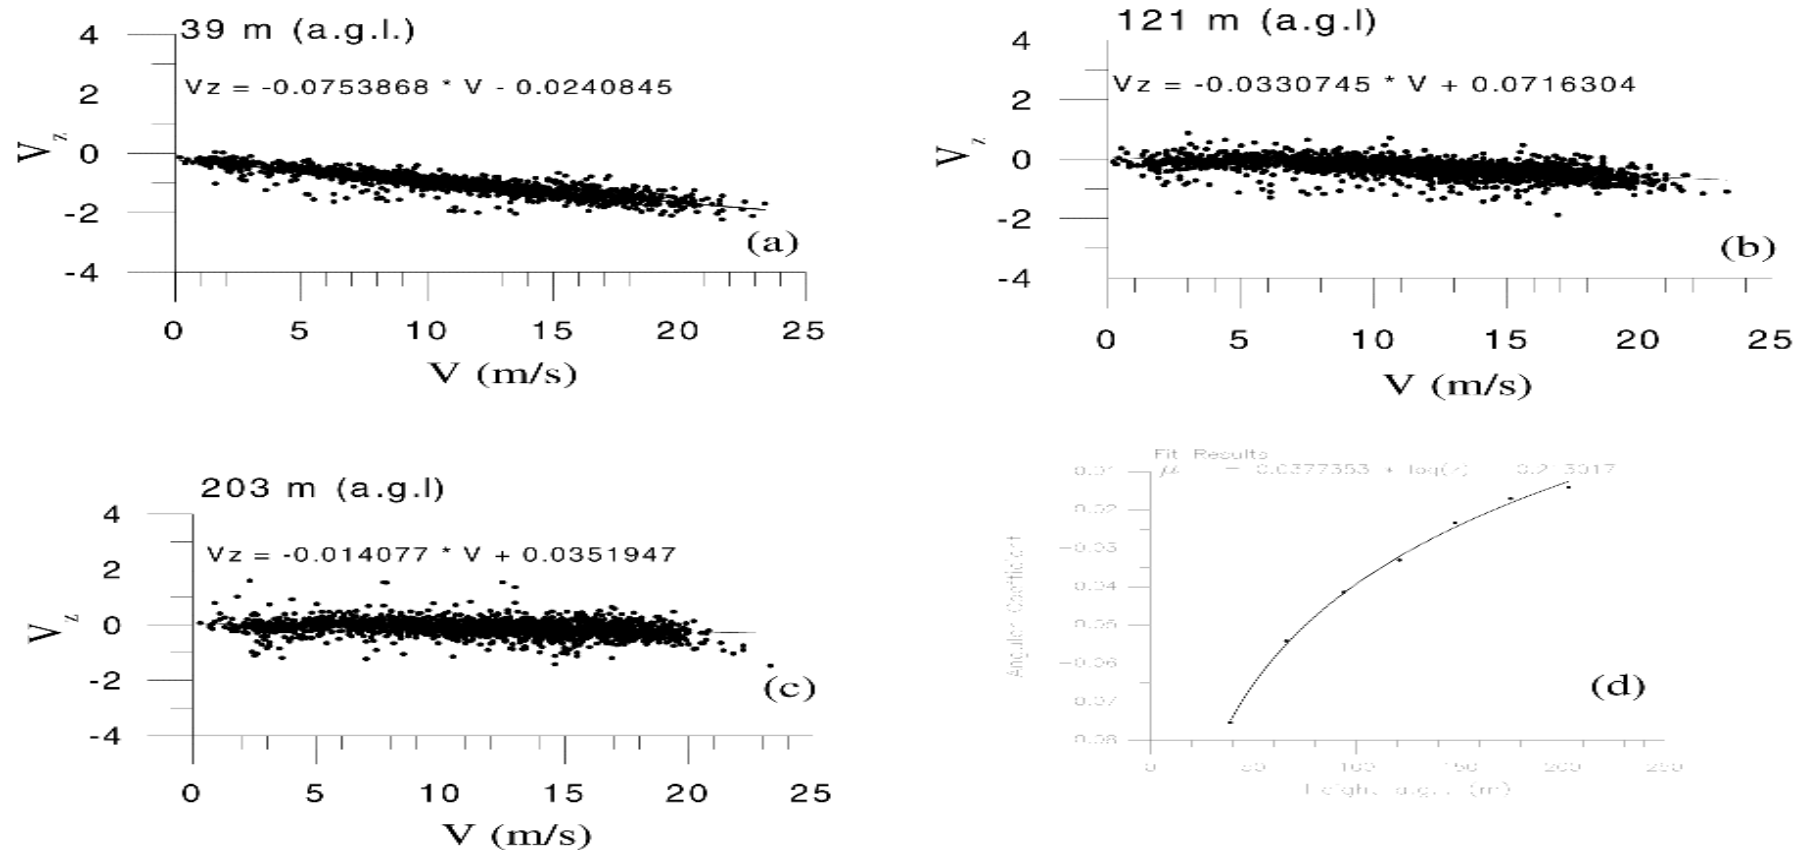 39 m (a.g.l.)
Vz = -0.0753868 * V - 0.0240845
4
2
0
-2
-4
Vz
(a)
0 5 10 15 20 25
V (m/s)
121 m (a.g.l)
Vz = -0.0330745 * V + 0.0716304
4
2
0
-2
-4
Vz
(b)
0 5 10 15 20 25
V (m/s)
203 m (a.g.l)
Vz = -0.014077 * V + 0.0351947
4
2
0
-2
-4
Vz
(c)
0 5 10 15 20 25
V (m/s)
Fit Results
Angular Coefficient
(d)